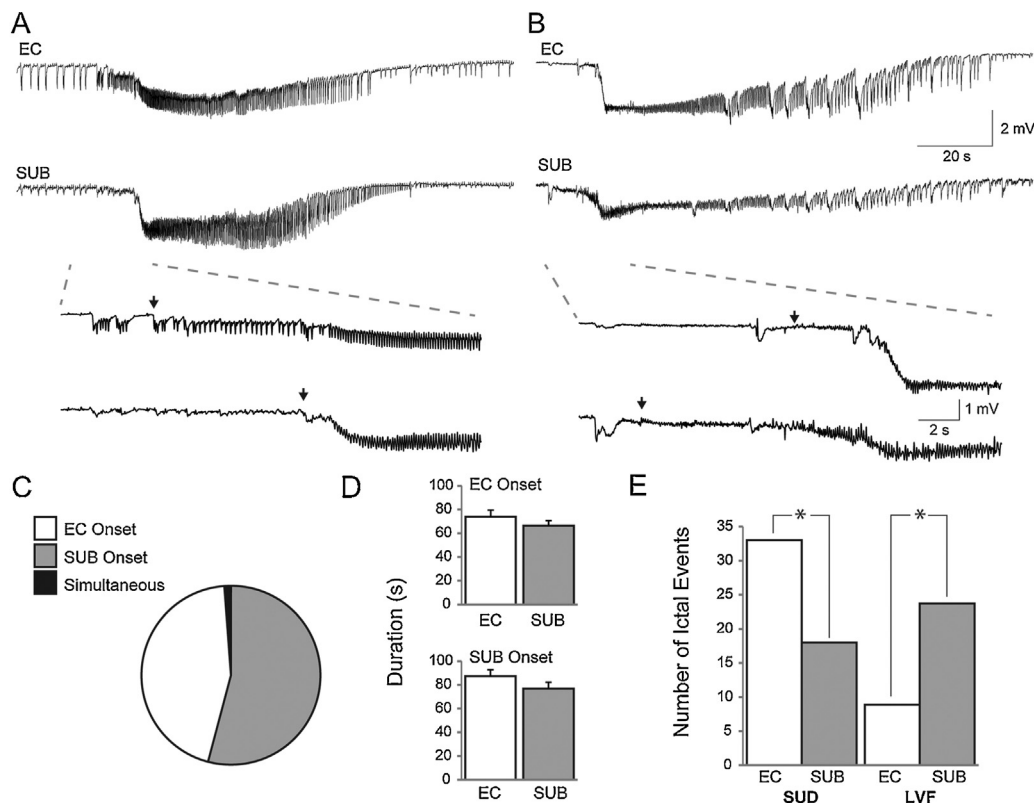 A
B
EC
EC
2 mV
20 s
SUB
SUB
1 mV
2 s
C
EC Onset
SUB Onset
Simultaneous
D
Duration (s)
EC Onset
100
80
60
40
20
0
EC SUB
SUB Onset
100
80
60
40
20
0
EC SUB
E
Number of Ictal Events
35
30
25
20
15
10
5
0
* *
EC SUB EC SUB
SUD LVF